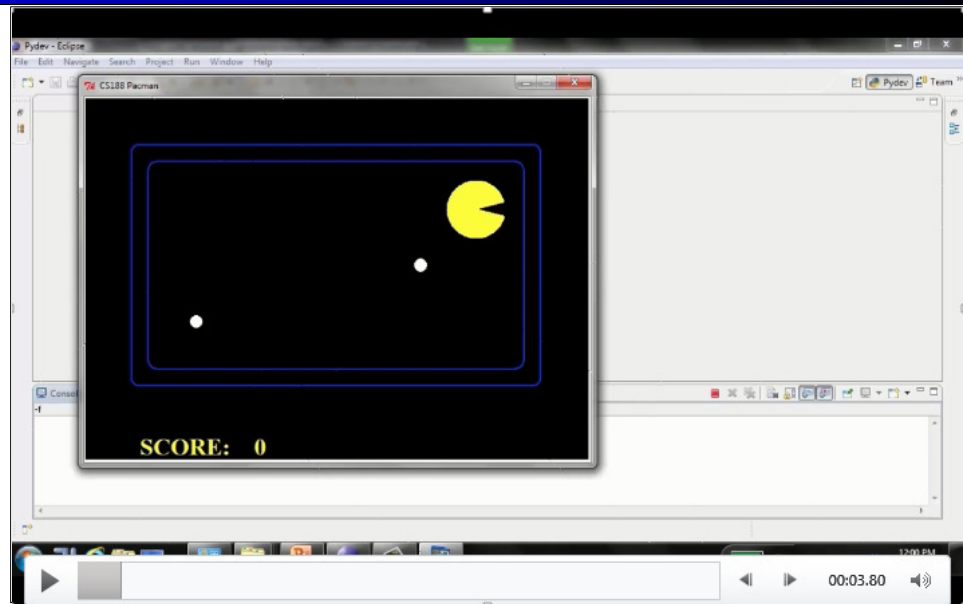 Pydev - Eclipse
File Edit Navigate Search Project Run Window Help
CS188 Pacman
Pydev
Team
Consol
-f
SCORE: 0
12:00 PM
00:03.80